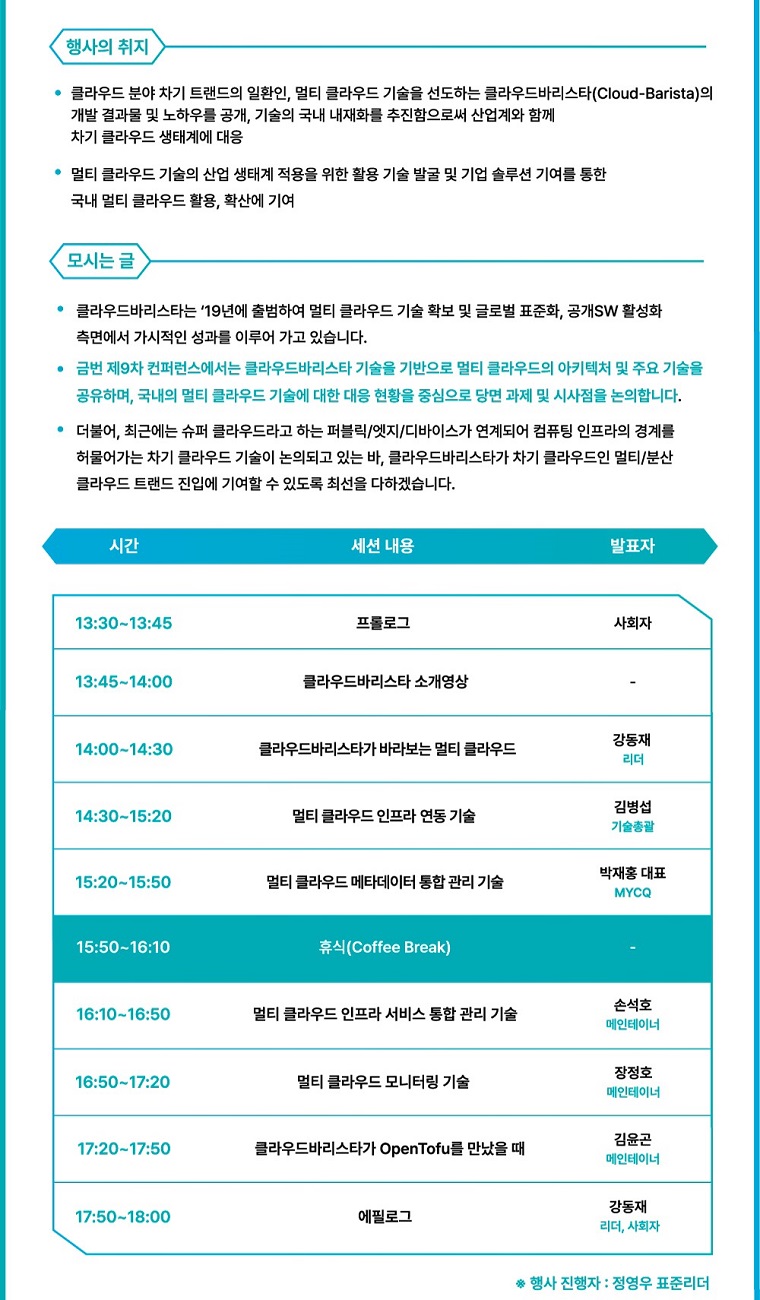 행사의 취지
• 클라우드 분야 차기 트랜드의 일환인, 멀티 클라우드 기술을 선도하는 클라우드바리스타(Cloud-Barista)의
개발 결과물 및 노하우를 공개, 기술의 국내 내재화를 추진함으로써 산업계와 함께
차기 클라우드 생태계에 대응
• 멀티 클라우드 기술의 산업 생태계 적용을 위한 활용 기술 발굴 및 기업 솔루션 기여를 통한
국내 멀티 클라우드 활용, 확산에 기여
모시는 글
• 클라우드바리스타는 '19년에 출범하여 멀티 클라우드 기술 확보 및 글로벌 표준화, 공개SW 활성화
측면에서 가시적인 성과를 이루어 가고 있습니다.
• 금번 제9차 컨퍼런스에서는 클라우드바리스타 기술을 기반으로 멀티 클라우드의 아키텍처 및 주요 기술을
공유하며, 국내의 멀티 클라우드 기술에 대한 대응 현황을 중심으로 당면 과제 및 시사점을 논의합니다.
• 더불어, 최근에는 슈퍼 클라우드라고 하는 퍼블릭/엣지/디바이스가 연계되어 컴퓨팅 인프라의 경계를
허물어가는 차기 클라우드 기술이 논의되고 있는 바, 클라우드바리스타가 차기 클라우드인 멀티/분산
클라우드 트랜드 진입에 기여할 수 있도록 최선을 다하겠습니다.
시간 세션 내용 발표자
13:30~13:45 프롤로그 사회자
13:45~14:00 클라우드바리스타 소개영상 -
14:00~14:30 클라우드바리스타가 바라보는 멀티 클라우드 강동재
리더
14:30~15:20 멀티 클라우드 인프라 연동 기술 김병섭
기술총괄
15:20~15:50 멀티 클라우드 메타데이터 통합 관리 기술 박재홍 대표
MYCQ
15:50~16:10 휴식(Coffee Break) -
16:10~16:50 멀티 클라우드 인프라 서비스 통합 관리 기술 손석호
메인테이너
16:50~17:20 멀티 클라우드 모니터링 기술 장정호
메인테이너
17:20~17:50 클라우드바리스타가 OpenTofu를 만났을 때 김윤곤
메인테이너
17:50~18:00 에필로그 강동재
리더, 사회자
※ 행사 진행자 : 정영우 표준리더